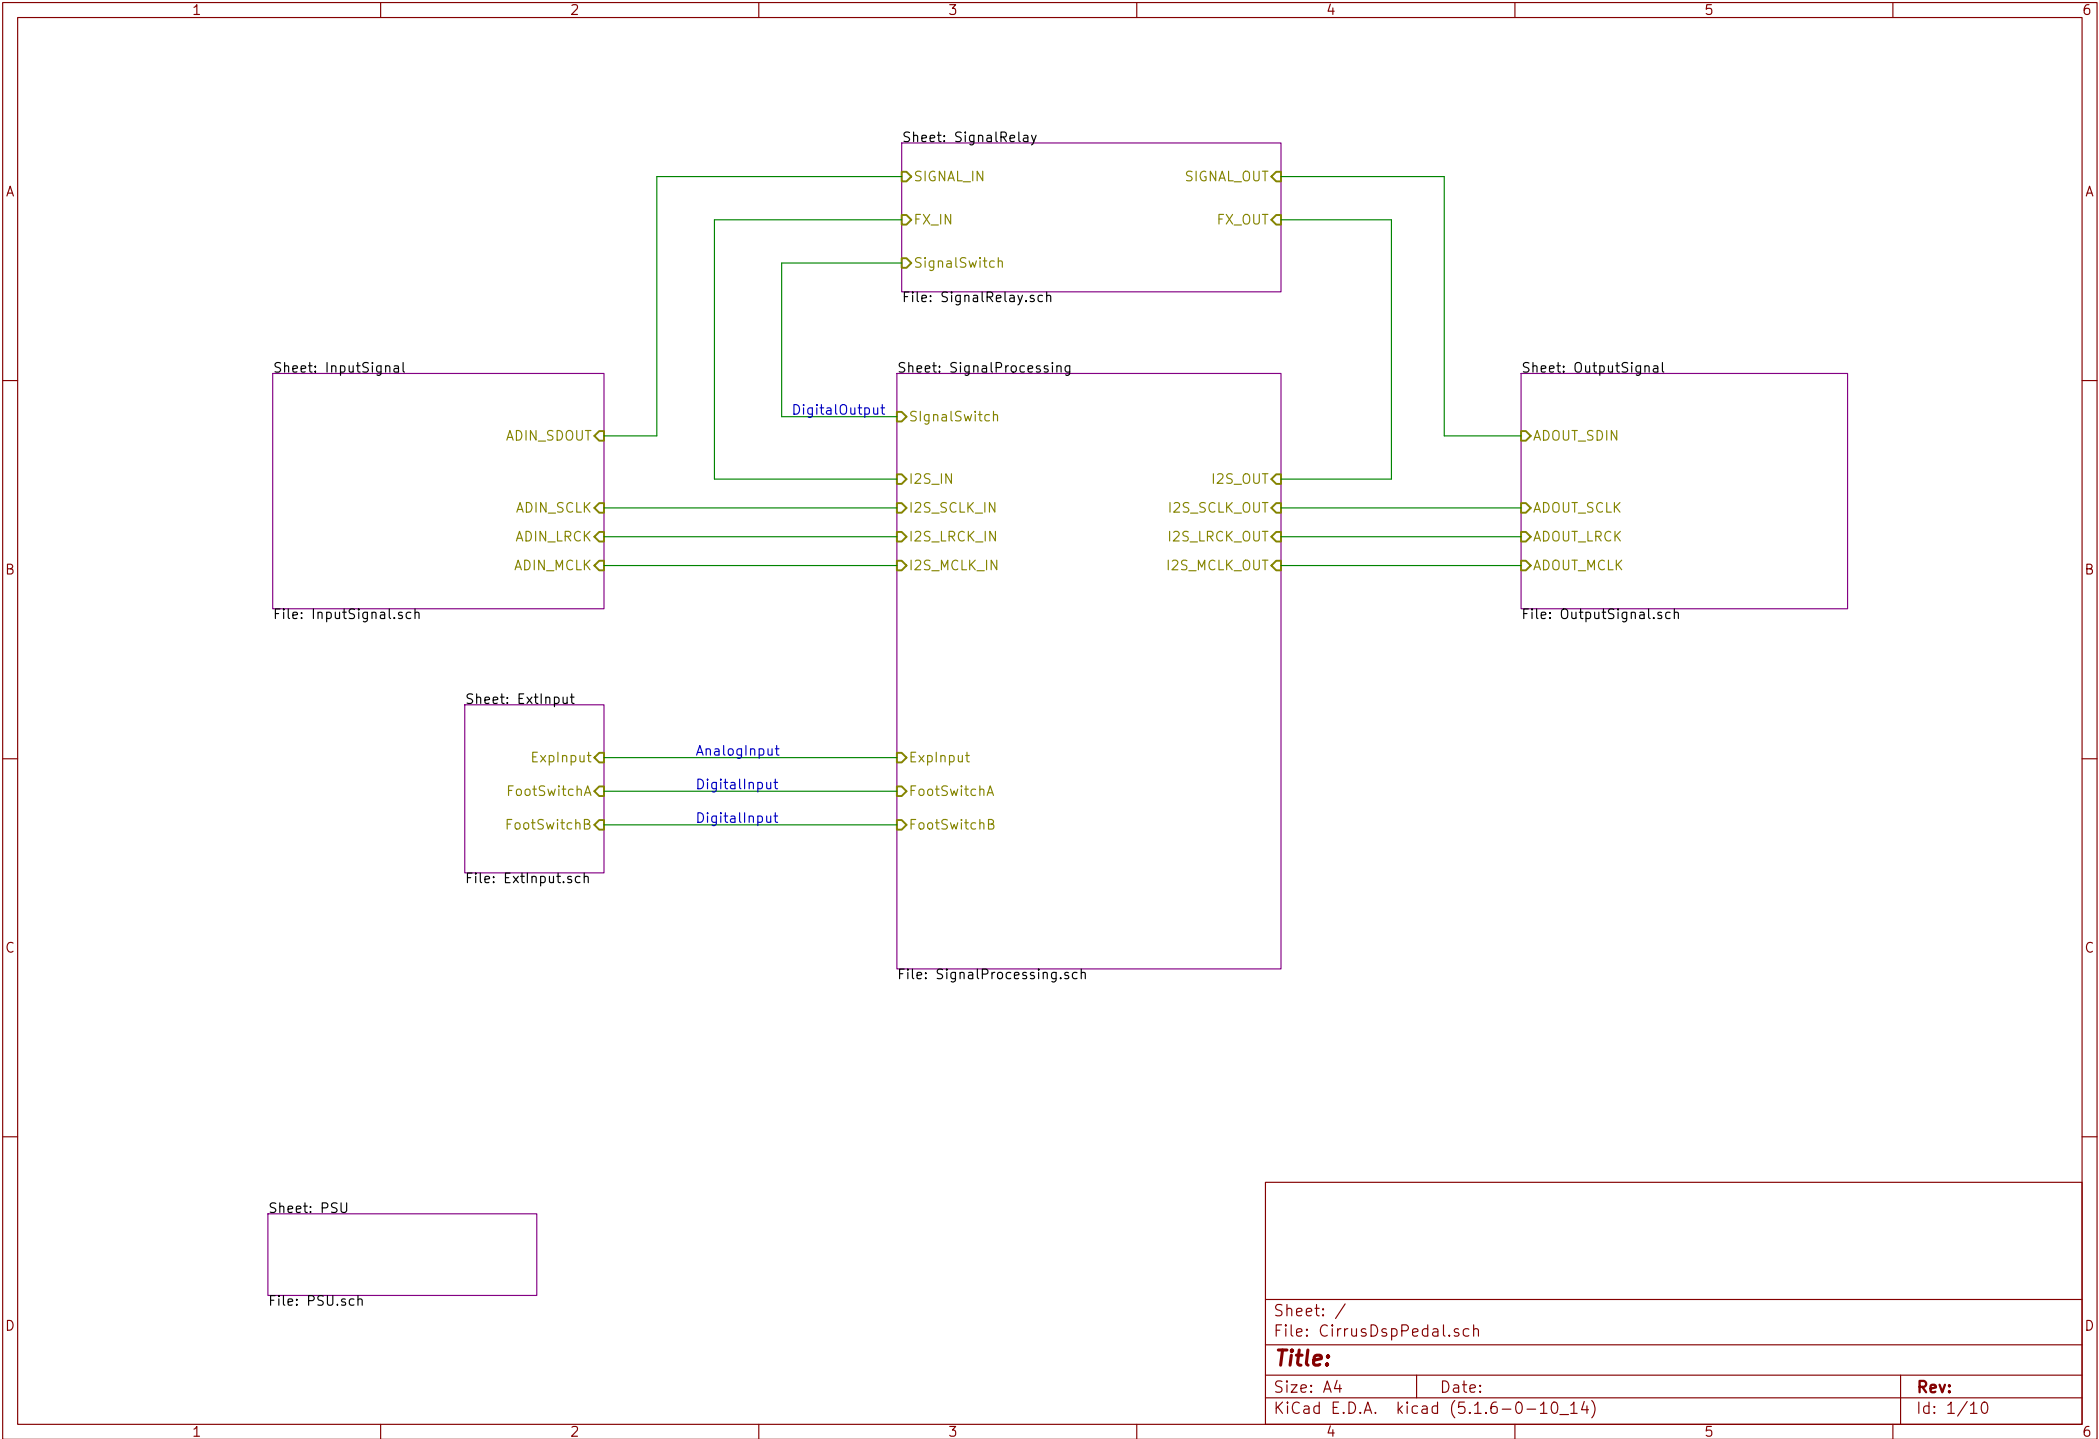 1 2 3 4 5 6
A A
B B
C C
D D
Sheet: SignalRelay
SIGNAL_IN SIGNAL_OUT
FX_IN FX_OUT
SignalSwitch
File: SignalRelay.sch
Sheet: InputSignal
ADIN_SDOUT
ADIN_SCLK
ADIN_LRCK
ADIN_MCLK
File: InputSignal.sch
Sheet: SignalProcessing
DigitalOutput
SIgnalSwitch
I2S_IN I2S_OUT
I2S_SCLK_IN I2S_SCLK_OUT
I2S_LRCK_IN I2S_LRCK_OUT
I2S_MCLK_IN I2S_MCLK_OUT
ExpInput
FootSwitchA
FootSwitchB
File: SignalProcessing.sch
Sheet: OutputSignal
ADOUT_SDIN
ADOUT_SCLK
ADOUT_LRCK
ADOUT_MCLK
File: OutputSignal.sch
Sheet: ExtInput
ExpInput
FootSwitchA
FootSwitchB
File: ExtInput.sch
AnalogInput
DigitalInput
DigitalInput
Sheet: PSU
File: PSU.sch
Sheet: /
File: CirrusDspPedal.sch
Title:
Size: A4 Date: Rev:
KiCad E.D.A. kicad (5.1.6-0-10_14) Id: 1/10
1 2 3 4 5 6